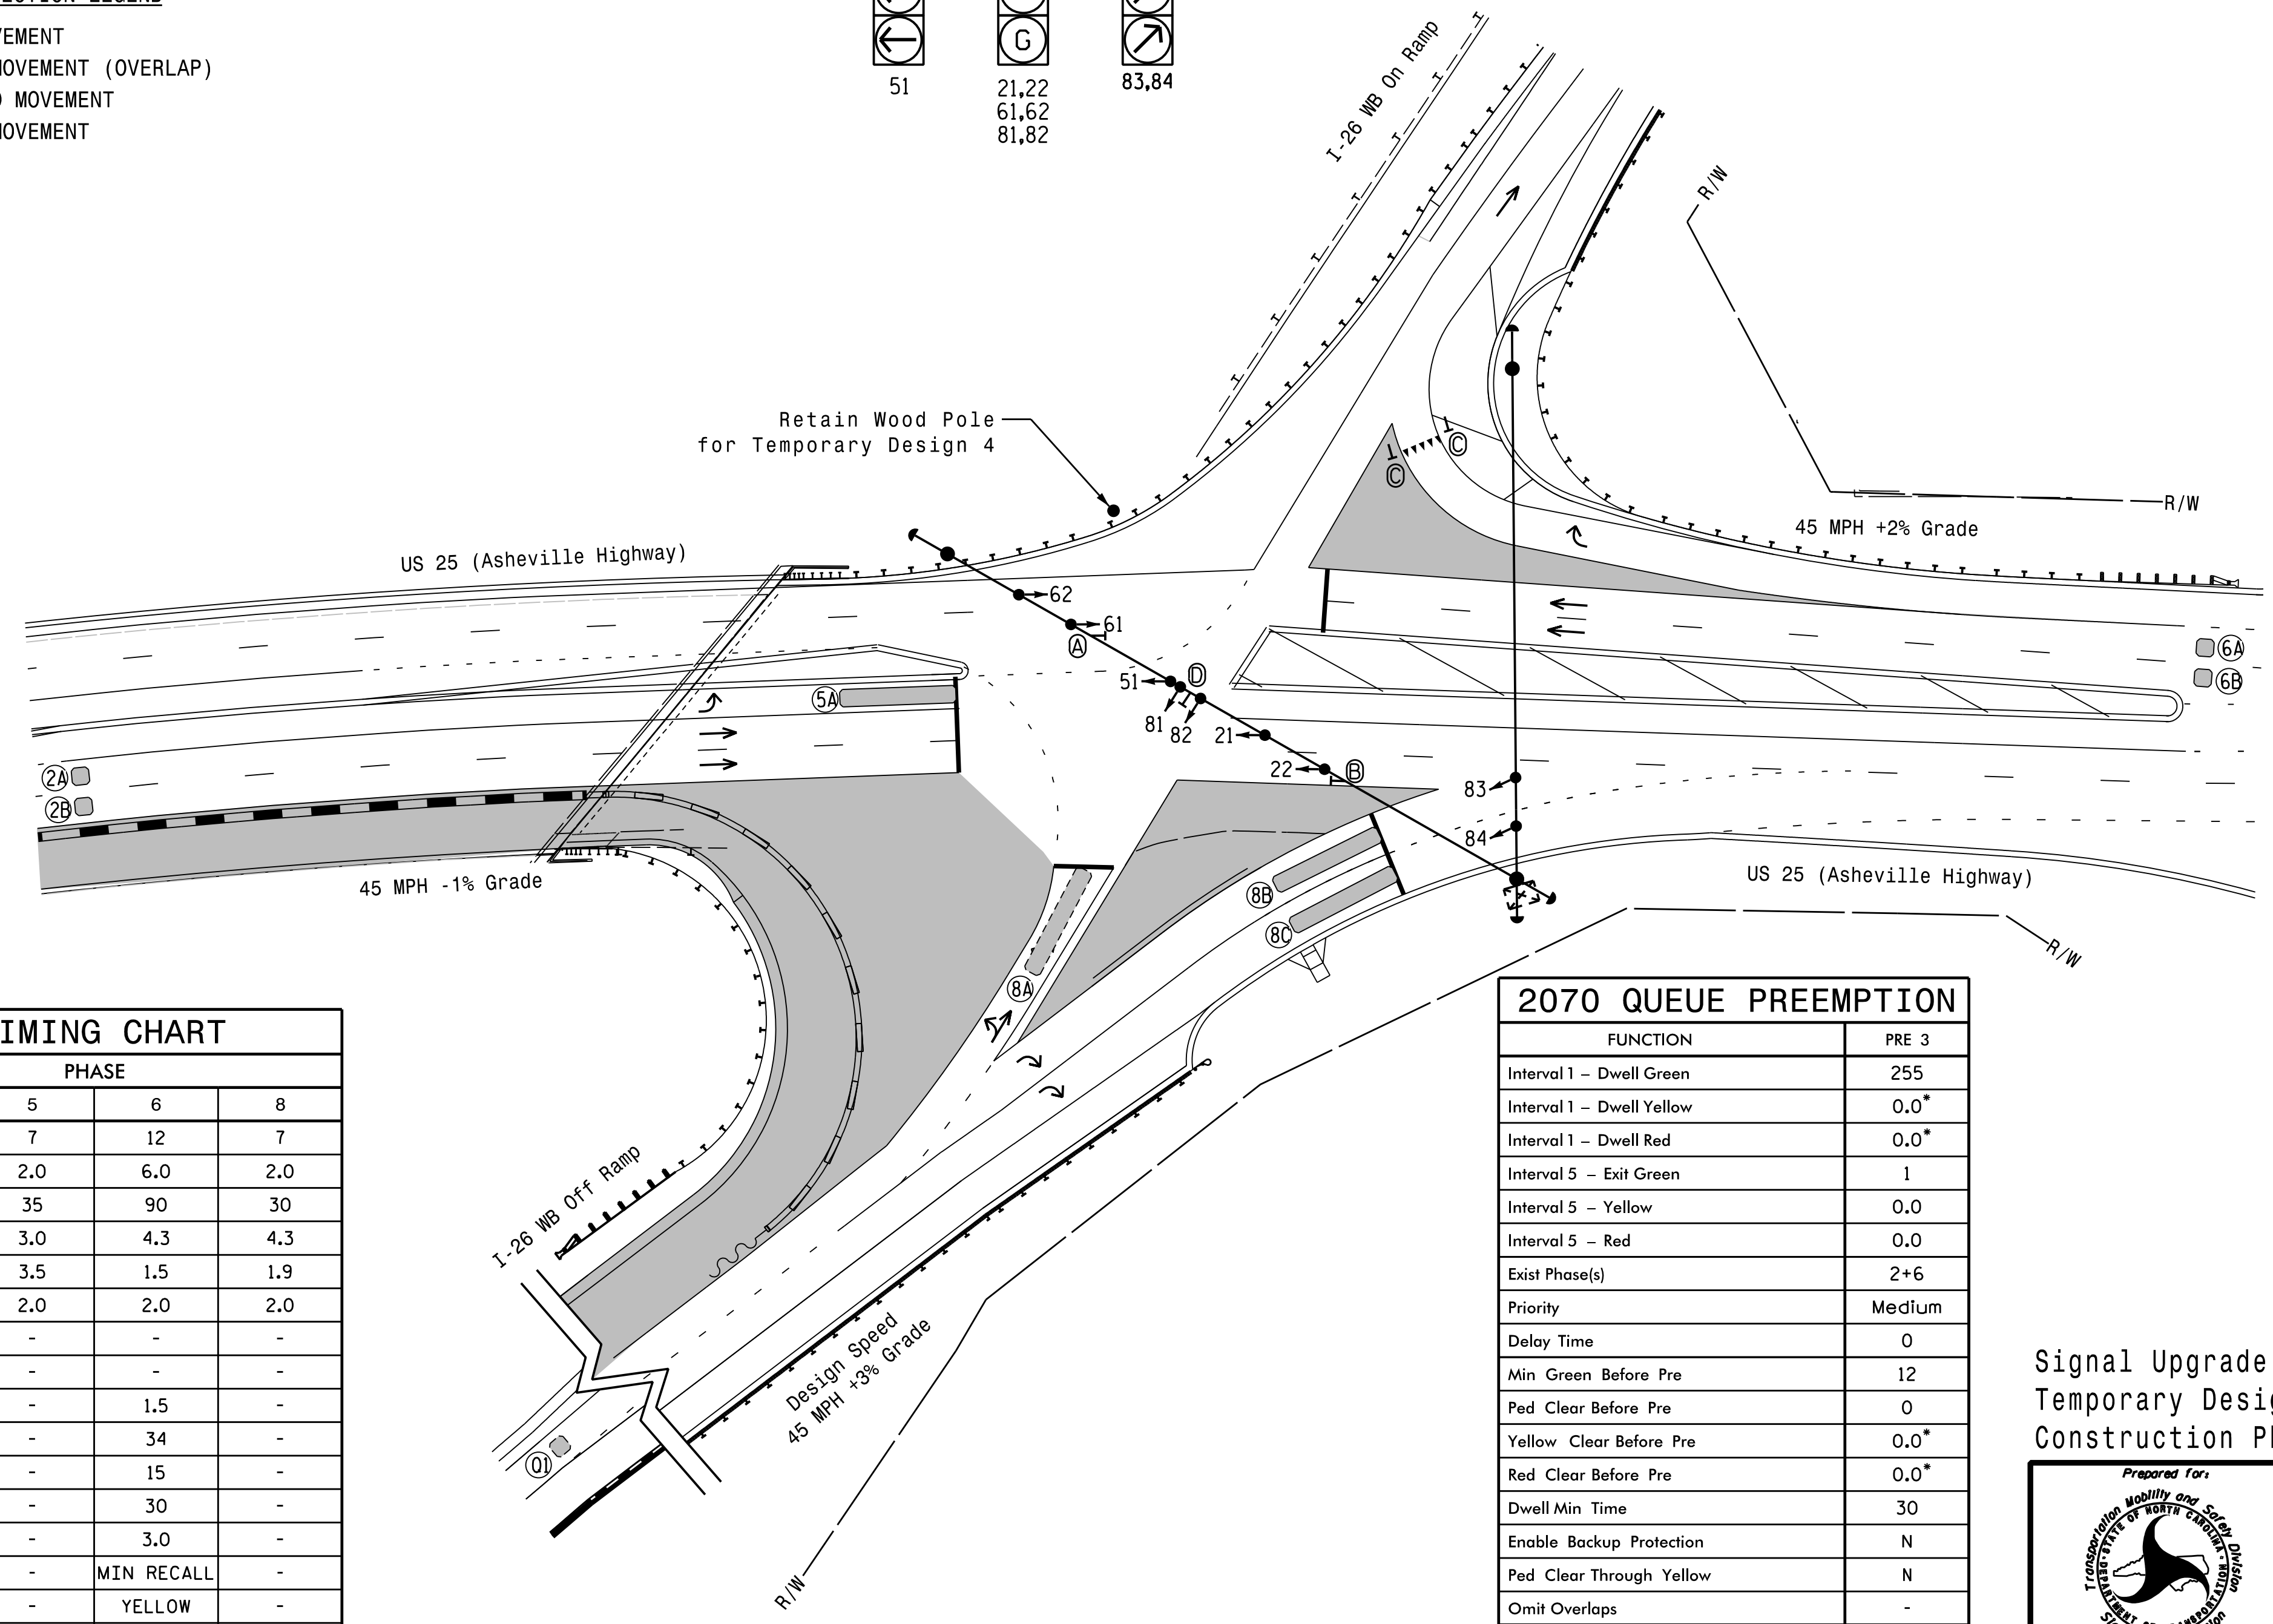 VEMENT
MOVEMENT (OVERLAP)
MOVEMENT
MOVEMENT
G
51
21,22
61,62
81,82
83,84
I-26 WB On Ramp
R/W
R/W
45 MPH +2% Grade
Retain Wood Pole
for Temporary Design 4
US 25 (Asheville Highway)
C
C
62
61
A
51
D
81
82
21
22
B
83
84
5A
6A
6B
2A
2B
45 MPH -1% Grade
US 25 (Asheville Highway)
R/W
8B
8C
8A
I-26 WB Off Ramp
Design Speed
45 MPH +3% Grade
Q1
R/W
IMING CHART
PHASE
5 6 8
7 12 7
2.0 6.0 2.0
35 90 30
3.0 4.3 4.3
3.5 1.5 1.9
2.0 2.0 2.0
- - -
- - -
- 1.5 -
- 34 -
- 15 -
- 30 -
- 3.0 -
- MIN RECALL -
- YELLOW -
2070 QUEUE PREEMPTION
FUNCTION PRE 3
Interval 1 – Dwell Green 255
Interval 1 – Dwell Yellow 0.0*
Interval 1 – Dwell Red 0.0*
Interval 5 – Exit Green 1
Interval 5 – Yellow 0.0
Interval 5 – Red 0.0
Exist Phase(s) 2+6
Priority Medium
Delay Time 0
Min Green Before Pre 12
Ped Clear Before Pre 0
Yellow Clear Before Pre 0.0*
Red Clear Before Pre 0.0*
Dwell Min Time 30
Enable Backup Protection N
Ped Clear Through Yellow N
Omit Overlaps -
Signal Upgrade
Temporary Desig
Construction P
Prepared for:
Transportation Mobility and Safety Division
STATE OF NORTH CAROLINA